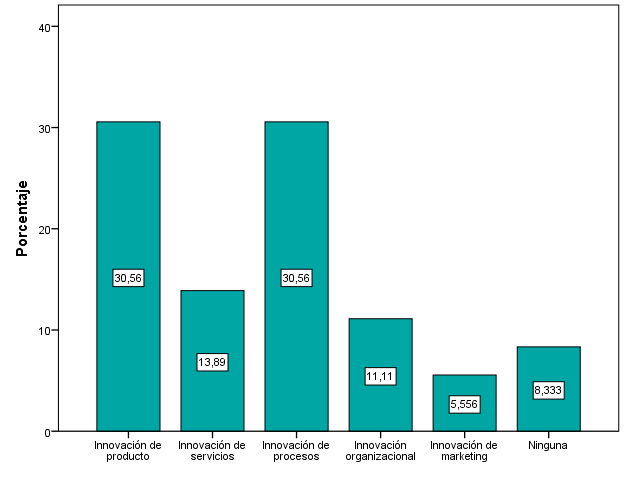 Porcentaje
40
30
20
10
0
30,56
13,89
30,56
11,11
5,556
8,333
Innovación de
producto
Innovación de
servicios
Innovación de
procesos
Innovación
organizacional
Innovación de
marketing
Ninguna